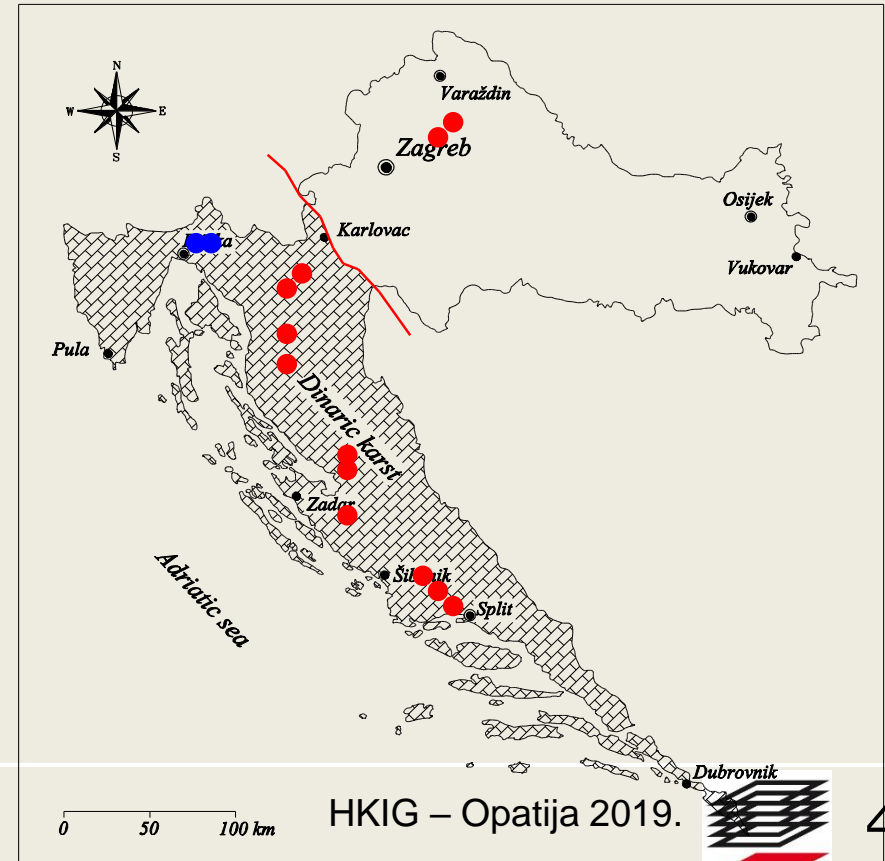 N
W E
S
Varaždin
Zagreb
Osijek
Karlovac
Vukovar
Pula
Dinaric karst
Zadar
Adriatic sea
Split
Dubrovnik
0 50 100 km
HKIG – Opatija 2019.
4